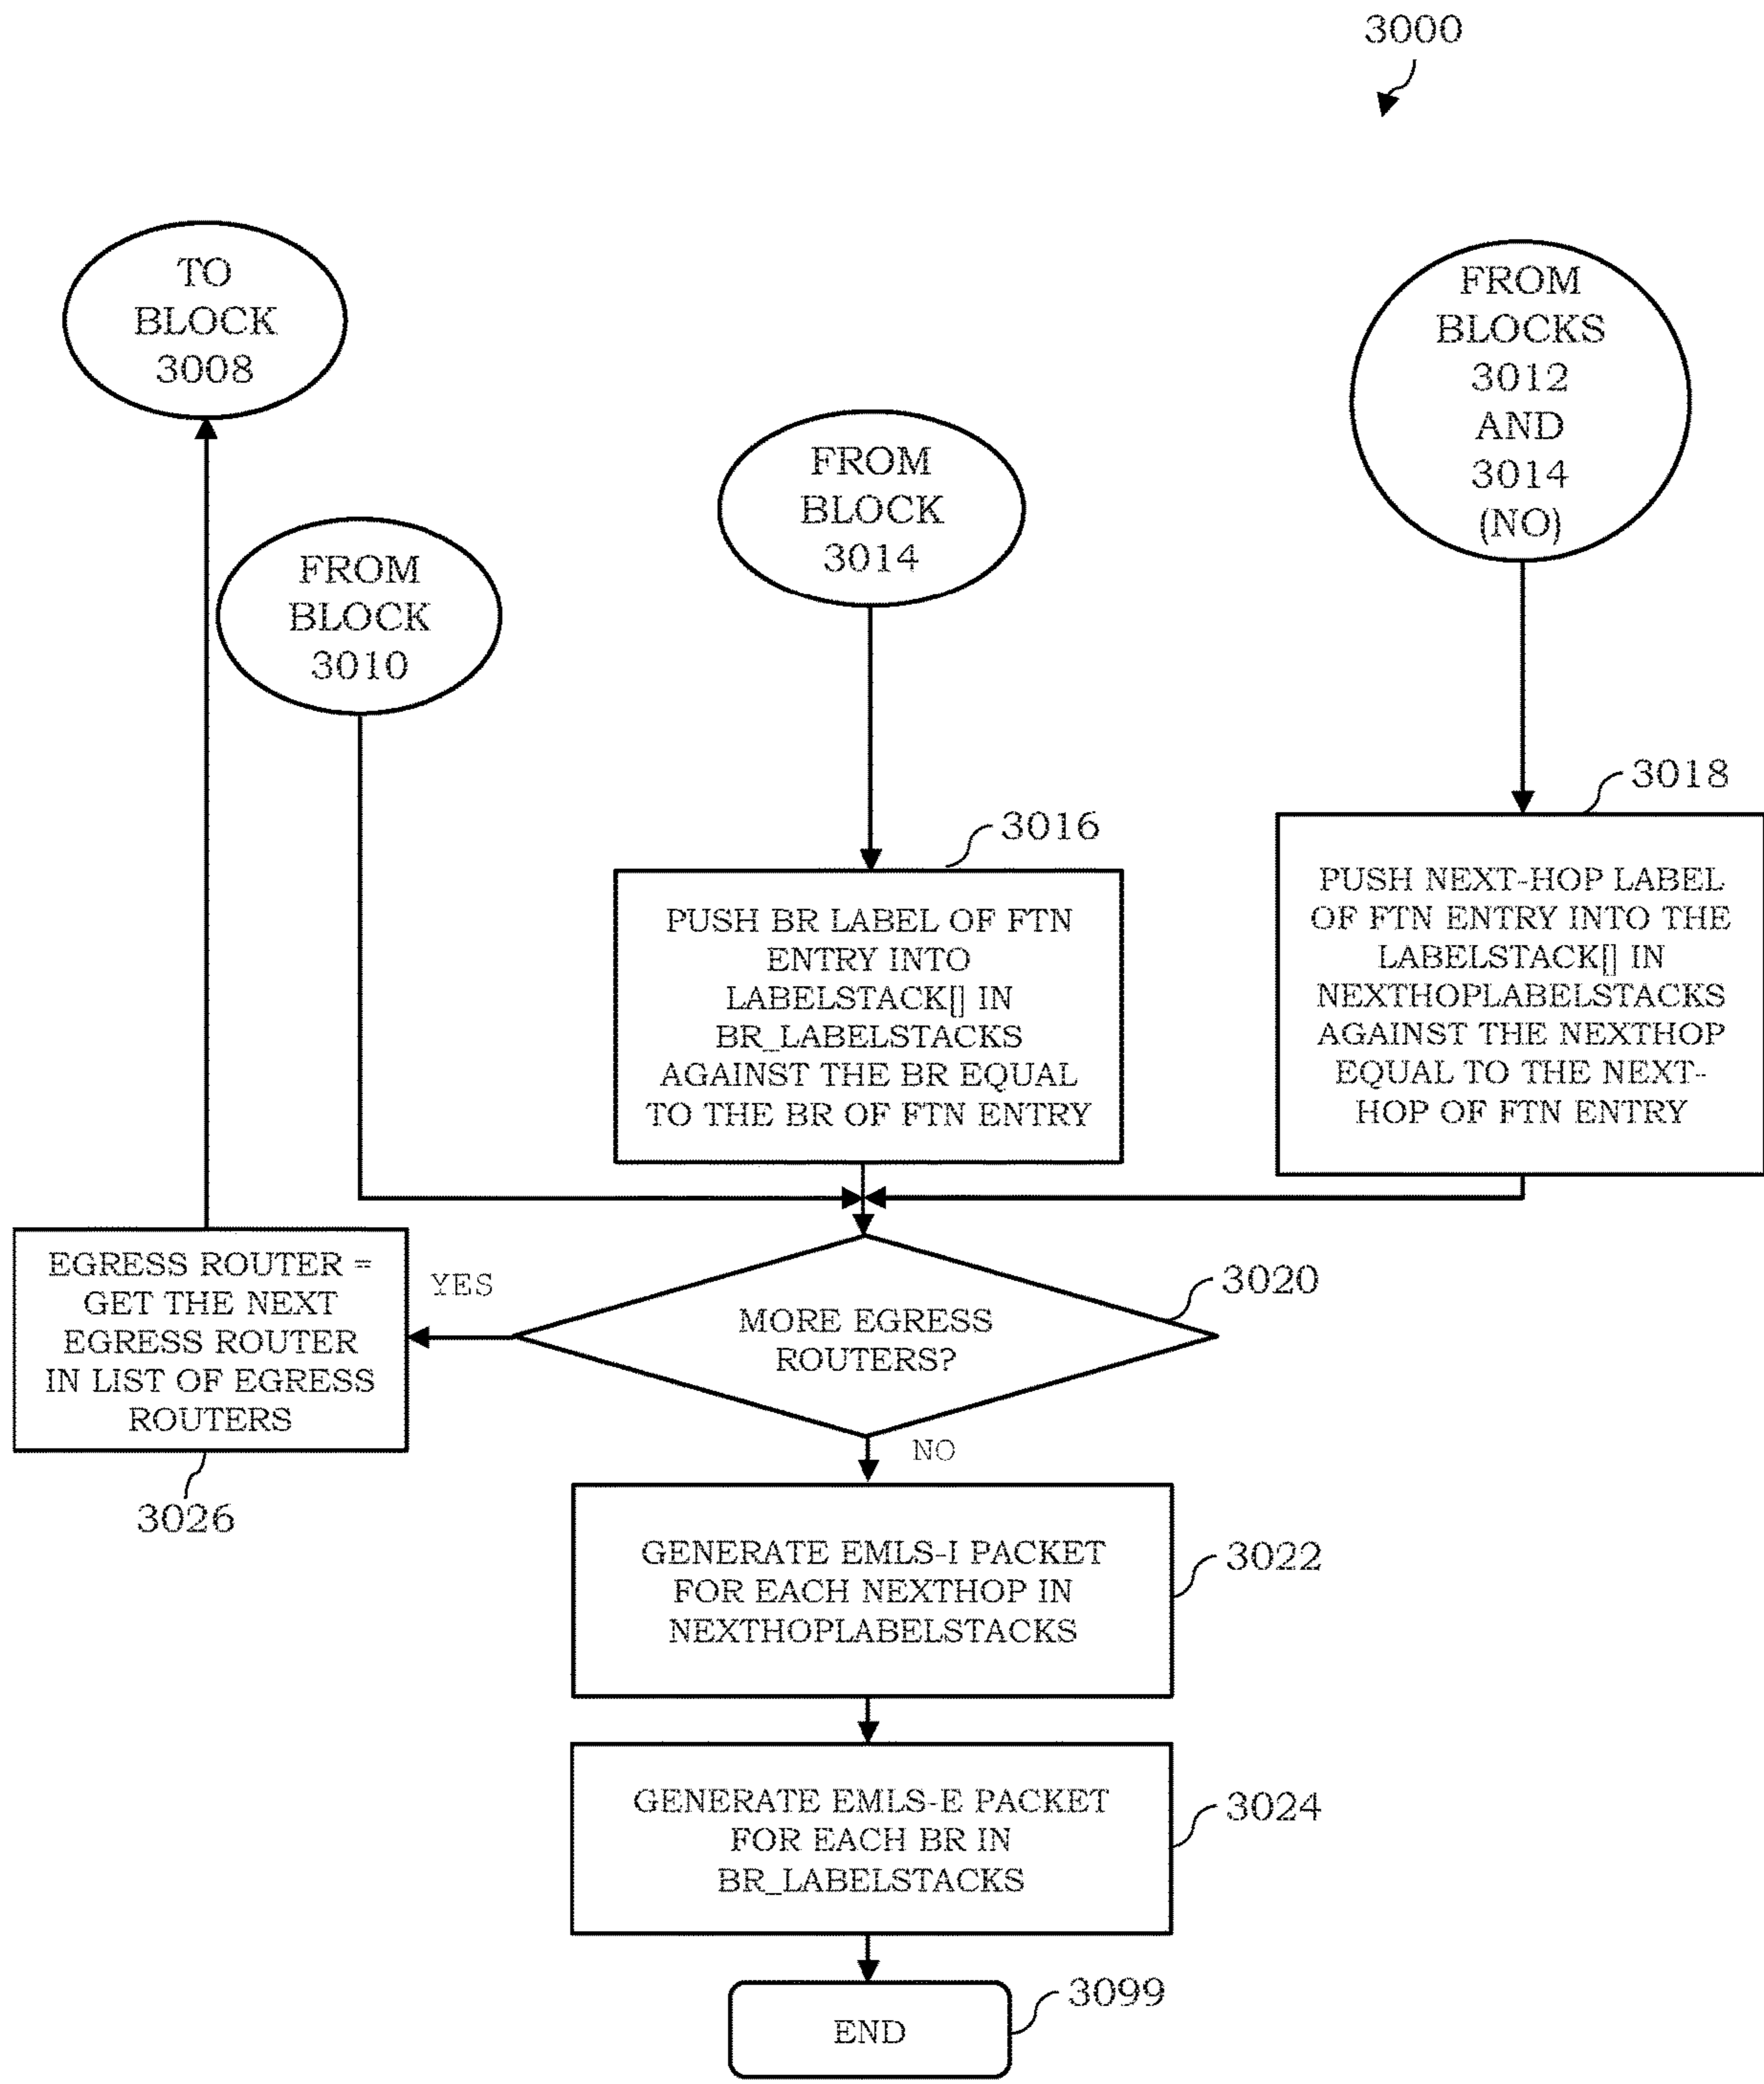 3000
TO
BLOCK
3008
FROM
BLOCKS
3012
AND
3014
(NO)
FROM
BLOCK
3014
FROM
BLOCK
3010
3018
3016
PUSH NEXT-HOP LABEL
OF FTN ENTRY INTO THE
LABELSTACK[] IN
NEXTHOPLABELSTACKS
AGAINST THE NEXTHOP
EQUAL TO THE NEXT-
HOP OF FTN ENTRY
PUSH BR LABEL OF FTN
ENTRY INTO
LABELSTACK[] IN
BR_LABELSTACKS
AGAINST THE BR EQUAL
TO THE BR OF FTN ENTRY
EGRESS ROUTER =
GET THE NEXT
EGRESS ROUTER
IN LIST OF EGRESS
ROUTERS
YES
3020
MORE EGRESS
ROUTERS?
NO
3026
GENERATE EMLS-I PACKET
FOR EACH NEXTHOP IN
NEXTHOPLABELSTACKS
3022
GENERATE EMLS-E PACKET
FOR EACH BR IN
BR_LABELSTACKS
3024
3099
END